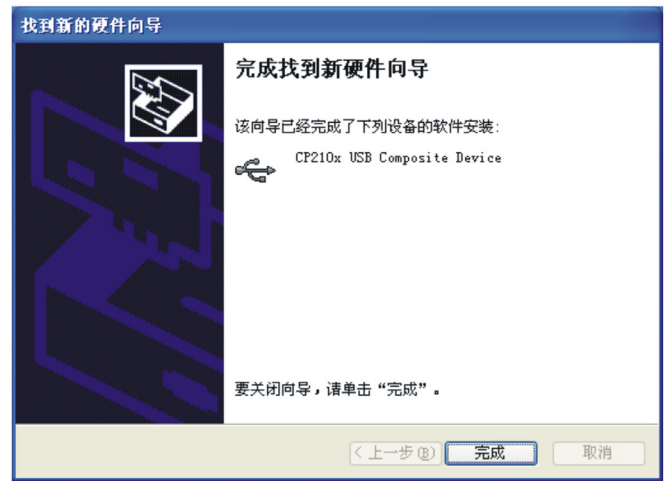 找到新的硬件向导
完成找到新硬件向导
该向导已经完成了下列设备的软件安装:
CP210x USB Composite Device
要关闭向导，请单击“完成”。
<上一步(B)
完成
取消